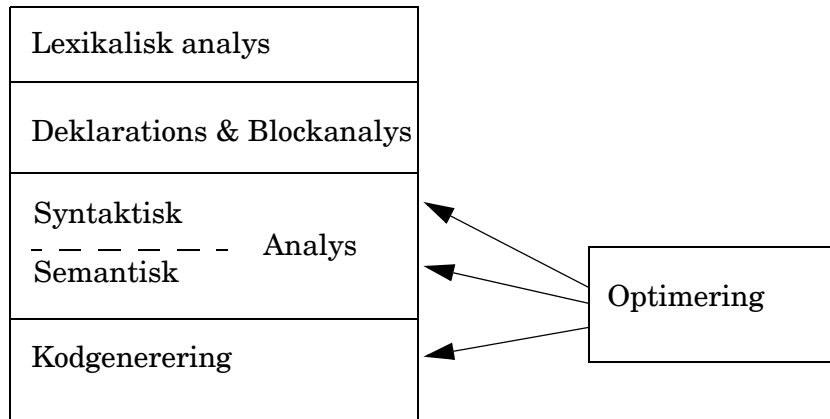 Lexikalisk analys
Deklarations & Blockanalys
Syntaktisk
Analys
Semantisk
Optimering
Kodgenerering